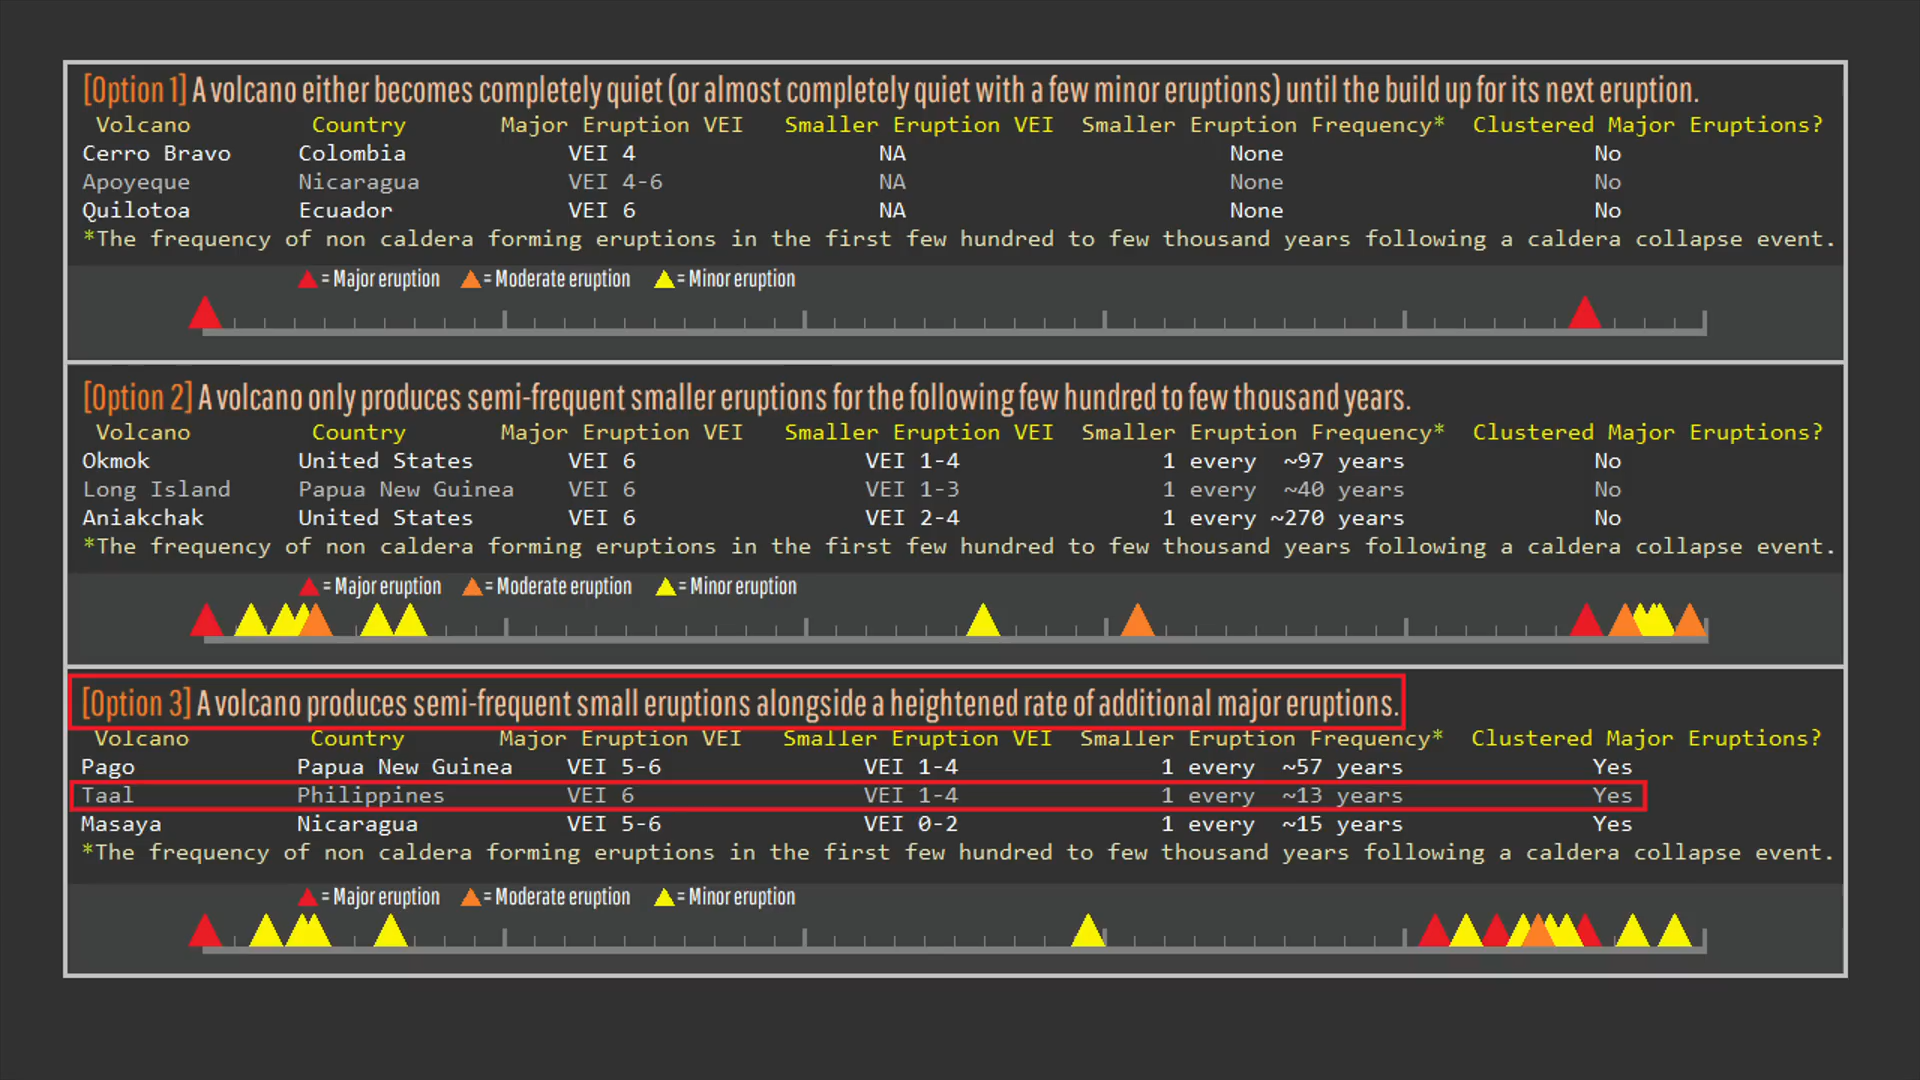 [Option 1] A volcano either becomes completely quiet (or almost completely quiet with a few minor eruptions) until the build up for its next eruption.
Volcano Country Major Eruption VEI Smaller Eruption VEI Smaller Eruption Frequency* Clustered Major Eruptions?
Cerro Bravo Colombia VEI 4 NA None No
Apoyeque Nicaragua VEI 4-6 NA None No
Quilotoa Ecuador VEI 6 NA None No
*The frequency of non caldera forming eruptions in the first few hundred to few thousand years following a caldera collapse event.
= Major eruption = Moderate eruption = Minor eruption
[Option 2] A volcano only produces semi-frequent smaller eruptions for the following few hundred to few thousand years.
Volcano Country Major Eruption VEI Smaller Eruption VEI Smaller Eruption Frequency* Clustered Major Eruptions?
Okmok United States VEI 6 VEI 1-4 1 every ~97 years No
Long Island Papua New Guinea VEI 6 VEI 1-3 1 every ~40 years No
Aniakchak United States VEI 6 VEI 2-4 1 every ~270 years No
*The frequency of non caldera forming eruptions in the first few hundred to few thousand years following a caldera collapse event.
= Major eruption = Moderate eruption = Minor eruption
[Option 3] A volcano produces semi-frequent small eruptions alongside a heightened rate of additional major eruptions.
Volcano Country Major Eruption VEI Smaller Eruption VEI Smaller Eruption Frequency* Clustered Major Eruptions?
Pago Papua New Guinea VEI 5-6 VEI 1-4 1 every ~57 years Yes
Taal Philippines VEI 6 VEI 1-4 1 every ~13 years Yes
Masaya Nicaragua VEI 5-6 VEI 0-2 1 every ~15 years Yes
*The frequency of non caldera forming eruptions in the first few hundred to few thousand years following a caldera collapse event.
= Major eruption = Moderate eruption = Minor eruption